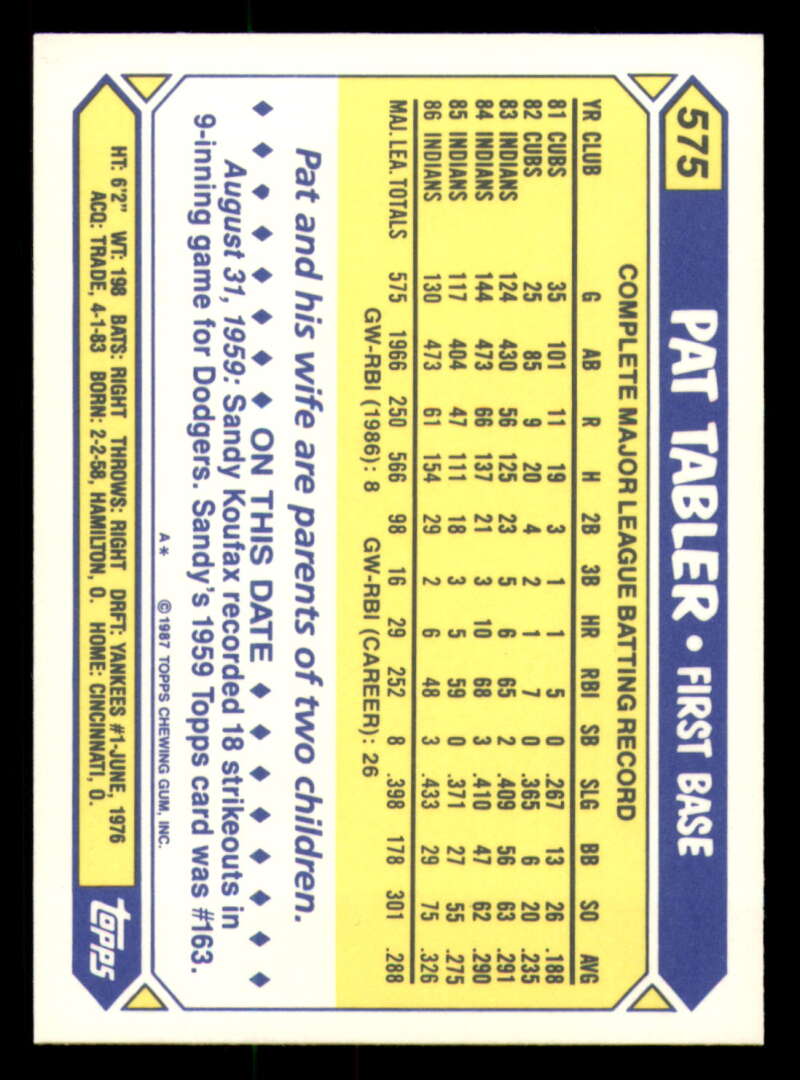 575 PAT TABLER • FIRST BASE
COMPLETE MAJOR LEAGUE BATTING RECORD
YR CLUB G AB R H 2B 3B HR RBI SB SLG BB SO AVG
81 CUBS 35 101 11 19 3 1 1 5 0 .267 13 26 .188
82 CUBS 25 85 9 20 4 2 1 7 0 .365 6 20 .235
83 INDIANS 124 430 56 125 23 5 6 65 2 .409 56 63 .291
84 INDIANS 144 473 66 137 21 3 10 68 3 .410 47 62 .290
85 INDIANS 117 404 47 111 18 3 5 59 0 .371 27 55 .275
86 INDIANS 130 473 61 154 29 2 6 48 3 .433 29 75 .326
MAJ. LEA. TOTALS 575 1966 250 566 98 16 29 252 8 .398 178 301 .288
GW-RBI (1986): 8 GW-RBI (CAREER): 26
Pat and his wife are parents of two children.
◆ ◆ ◆ ◆ ◆ ◆ ◆ ◆ ON THIS DATE ◆ ◆ ◆ ◆ ◆ ◆ ◆ ◆
August 31, 1959: Sandy Koufax recorded 18 strikeouts in
9-inning game for Dodgers. Sandy's 1959 Topps card was #163.
A* ©1987 TOPPS CHEWING GUM, INC.
HT: 6'2" WT: 198 BATS: RIGHT THROWS: RIGHT DRFT: YANKEES #1-JUNE, 1976
ACQ: TRADE, 4-1-83 BORN: 2-2-58, HAMILTON, O. HOME: CINCINNATI, O.
topps